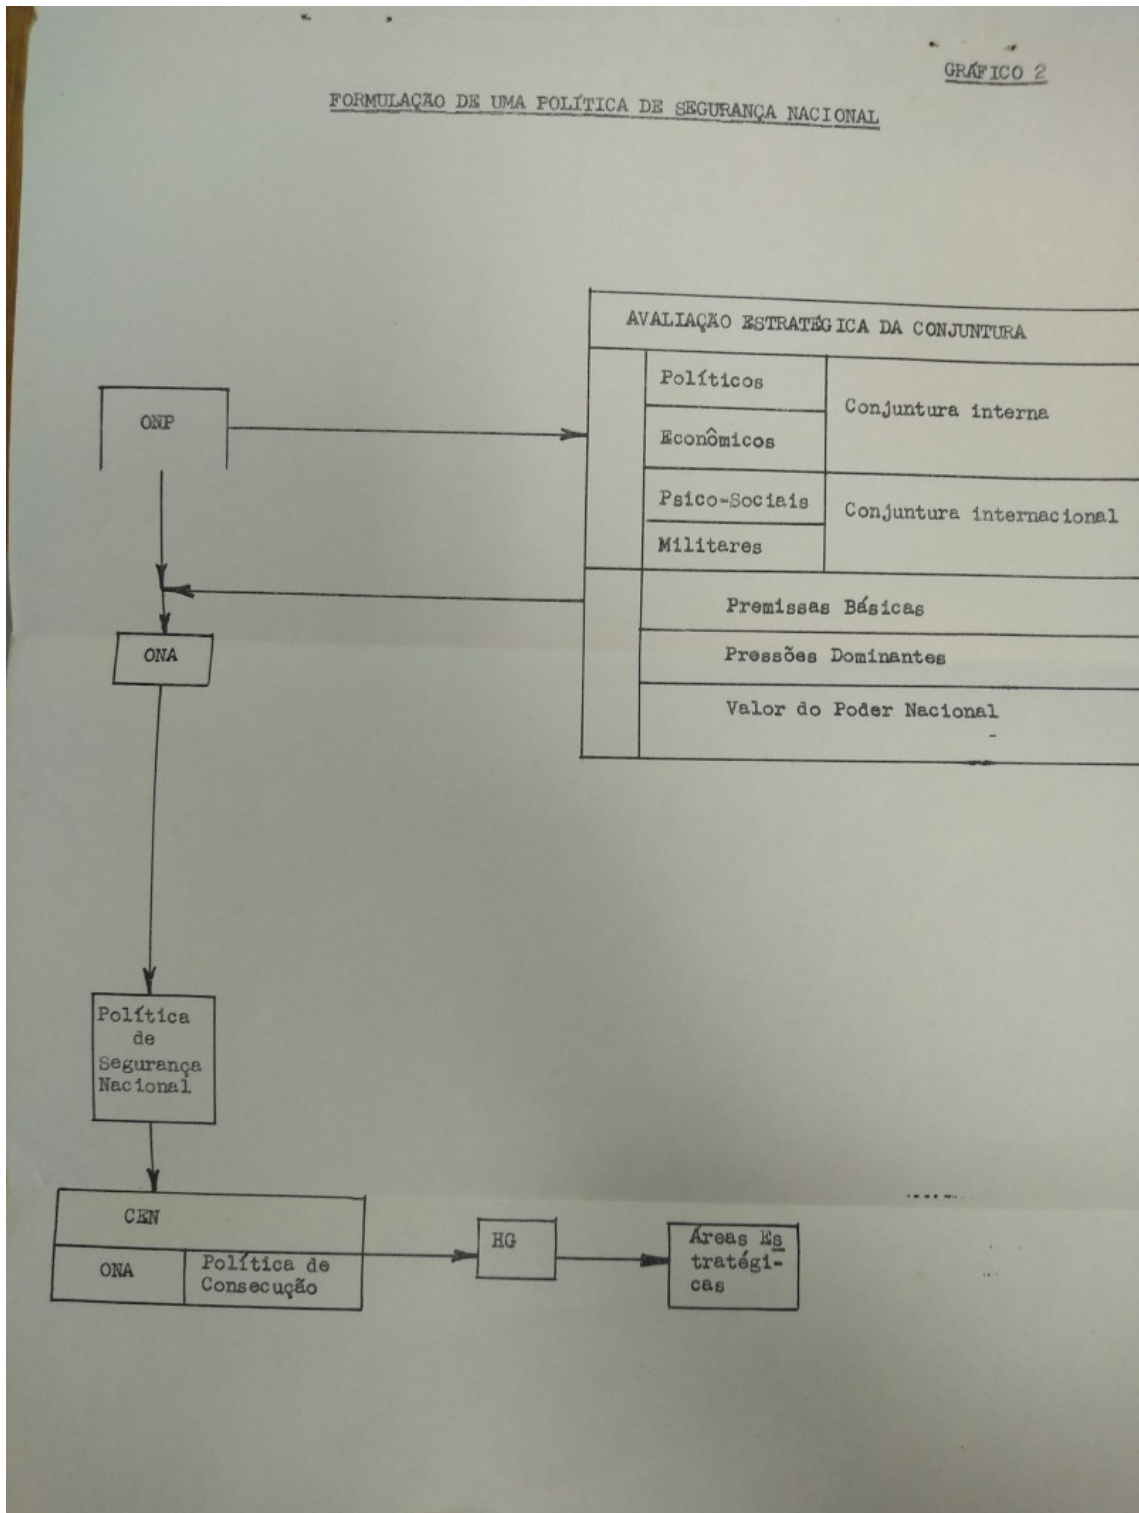 GRÁFICO 2
FORMULAÇÃO DE UMA POLÍTICA DE SEGURANÇA NACIONAL
AVALIAÇÃO ESTRATÉGICA DA CONJUNTURA
Políticos
Econômicos
Conjuntura interna
Psico-Sociais
Militares
Conjuntura internacional
Premissas Básicas
Pressões Dominantes
Valor do Poder Nacional
ONP
ONA
Política
de
Segurança
Nacional
CEN
ONA
Política de
Consecução
HG
Áreas Es
tratégi-
cas